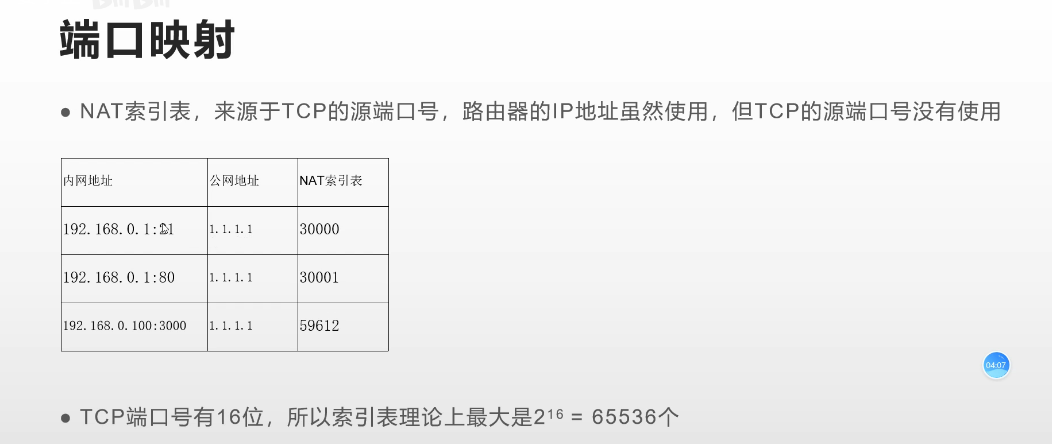 端口映射
● NAT索引表，来源于TCP的源端口号，路由器的IP地址虽然使用，但TCP的源端口号没有使用
内网地址 公网地址 NAT索引表
192.168.0.1: 1.1.1.1 30000
192.168.0.1:80 1.1.1.1 30001
192.168.0.100:3000 1.1.1.1 59612
04:07
● TCP端口号有16位，所以索引表理论上最大是2¹⁶ = 65536个